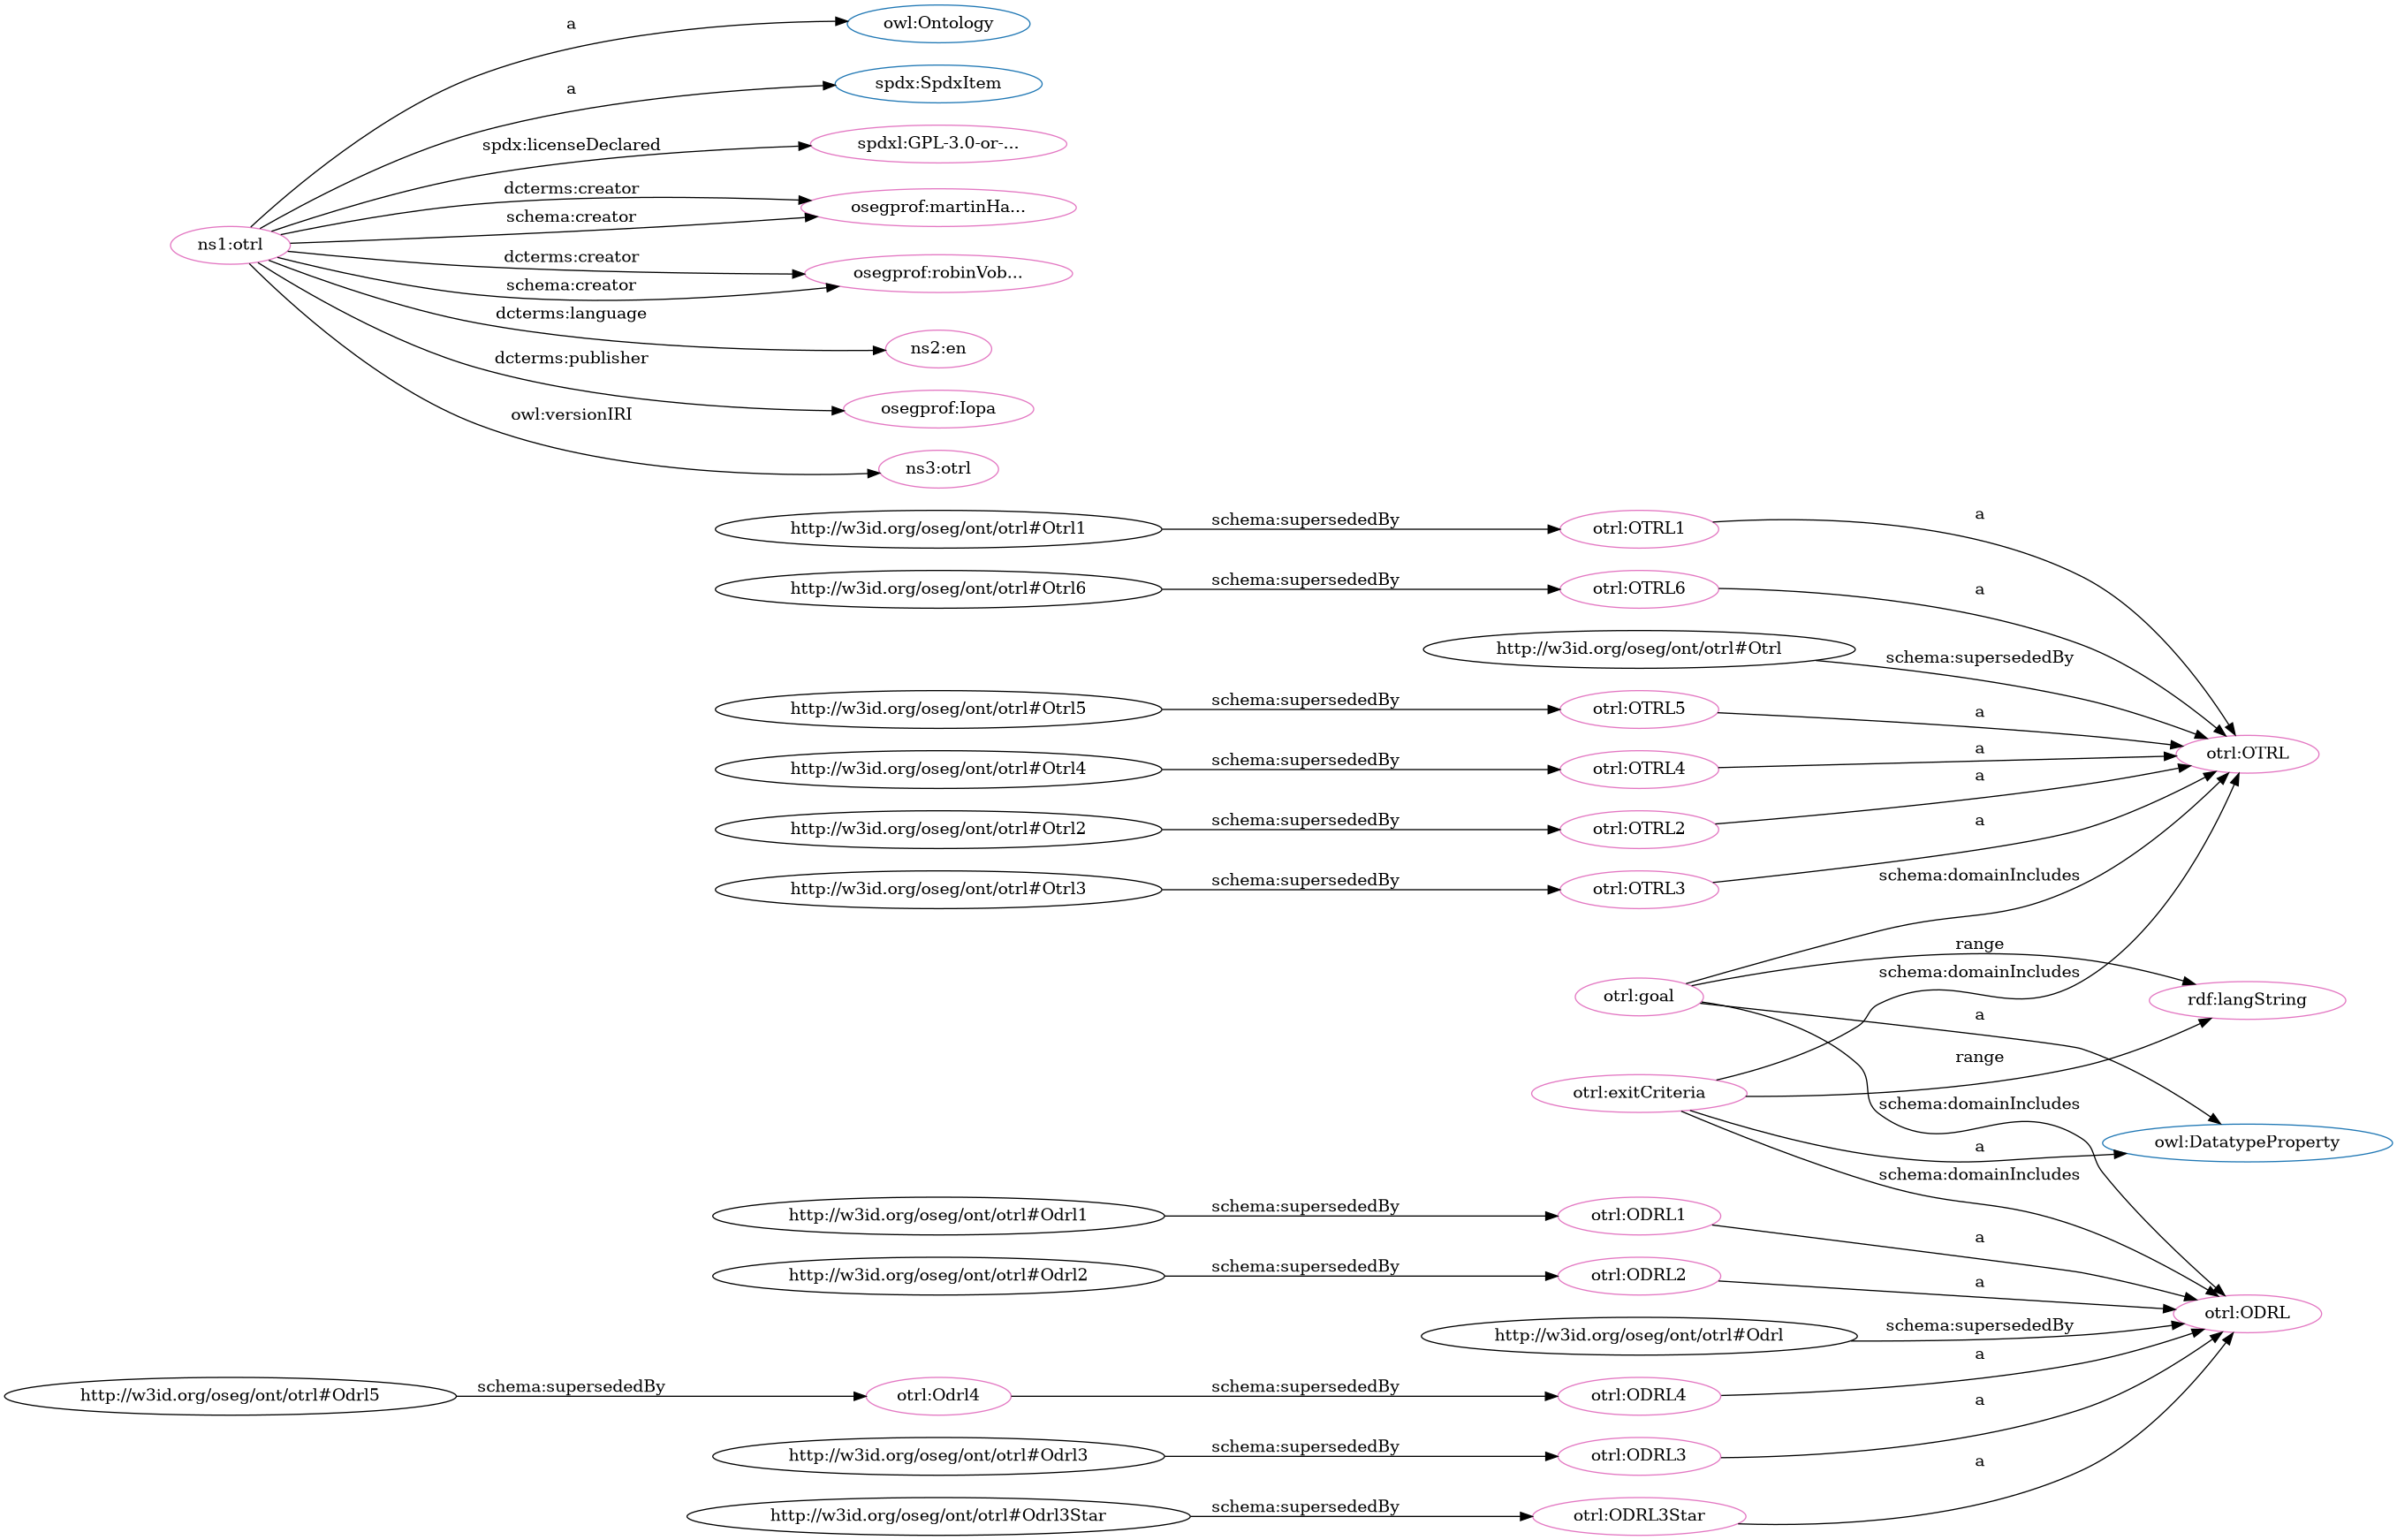 a
owl:Ontology
a
spdx:SpdxItem
spdx:licenseDeclared
spdxl:GPL-3.0-or-...
dcterms:creator
osegprof:martinHa...
schema:creator
ns1:otrl
dcterms:creator
osegprof:robinVob...
schema:creator
dcterms:language
ns2:en
dcterms:publisher
osegprof:Iopa
owl:versionIRI
ns3:otrl
http://w3id.org/oseg/ont/otrl#Otrl1
schema:supersededBy
otrl:OTRL1
a
http://w3id.org/oseg/ont/otrl#Otrl6
schema:supersededBy
otrl:OTRL6
a
http://w3id.org/oseg/ont/otrl#Otrl
schema:supersededBy
http://w3id.org/oseg/ont/otrl#Otrl5
schema:supersededBy
otrl:OTRL5
a
otrl:OTRL
http://w3id.org/oseg/ont/otrl#Otrl4
schema:supersededBy
otrl:OTRL4
a
http://w3id.org/oseg/ont/otrl#Otrl2
schema:supersededBy
otrl:OTRL2
a
http://w3id.org/oseg/ont/otrl#Otrl3
schema:supersededBy
otrl:OTRL3
a
schema:domainIncludes
range
otrl:goal
schema:domainIncludes
rdf:langString
a
range
otrl:exitCriteria
schema:domainIncludes
a
owl:DatatypeProperty
schema:domainIncludes
http://w3id.org/oseg/ont/otrl#Odrl1
schema:supersededBy
otrl:ODRL1
a
http://w3id.org/oseg/ont/otrl#Odrl2
schema:supersededBy
otrl:ODRL2
a
otrl:ODRL
http://w3id.org/oseg/ont/otrl#Odrl
schema:supersededBy
http://w3id.org/oseg/ont/otrl#Odrl5
schema:supersededBy
otrl:Odrl4
schema:supersededBy
otrl:ODRL4
a
http://w3id.org/oseg/ont/otrl#Odrl3
schema:supersededBy
otrl:ODRL3
a
http://w3id.org/oseg/ont/otrl#Odrl3Star
schema:supersededBy
otrl:ODRL3Star
a